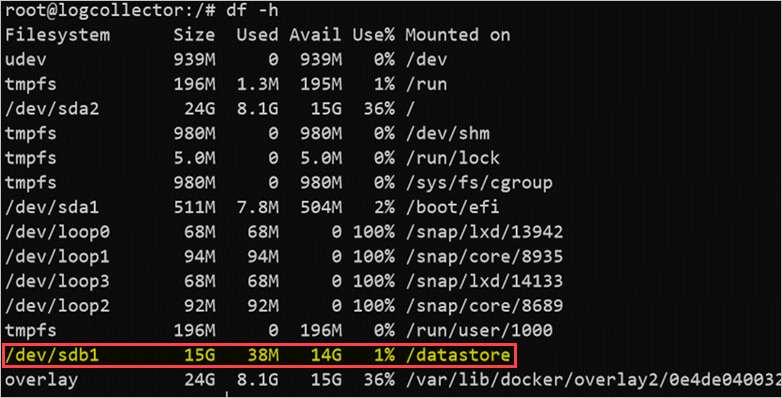 root@logcollector:/# df -h
Filesystem      Size  Used Avail Use% Mounted on
udev            939M     0  939M   0% /dev
tmpfs           196M  1.3M  195M   1% /run
/dev/sda2        24G  8.1G   15G  36% /
tmpfs           980M     0  980M   0% /dev/shm
tmpfs           5.0M     0  5.0M   0% /run/lock
tmpfs           980M     0  980M   0% /sys/fs/cgroup
/dev/sda1       511M  7.8M  504M   2% /boot/efi
/dev/loop0       68M   68M     0 100% /snap/lxd/13942
/dev/loop1       94M   94M     0 100% /snap/core/8935
/dev/loop3       68M   68M     0 100% /snap/lxd/14133
/dev/loop2       92M   92M     0 100% /snap/core/8689
tmpfs           196M     0  196M   0% /run/user/1000
/dev/sdb1        15G   38M   14G   1% /datastore
overlay          24G  8.1G   15G  36% /var/lib/docker/overlay2/0e4de040032